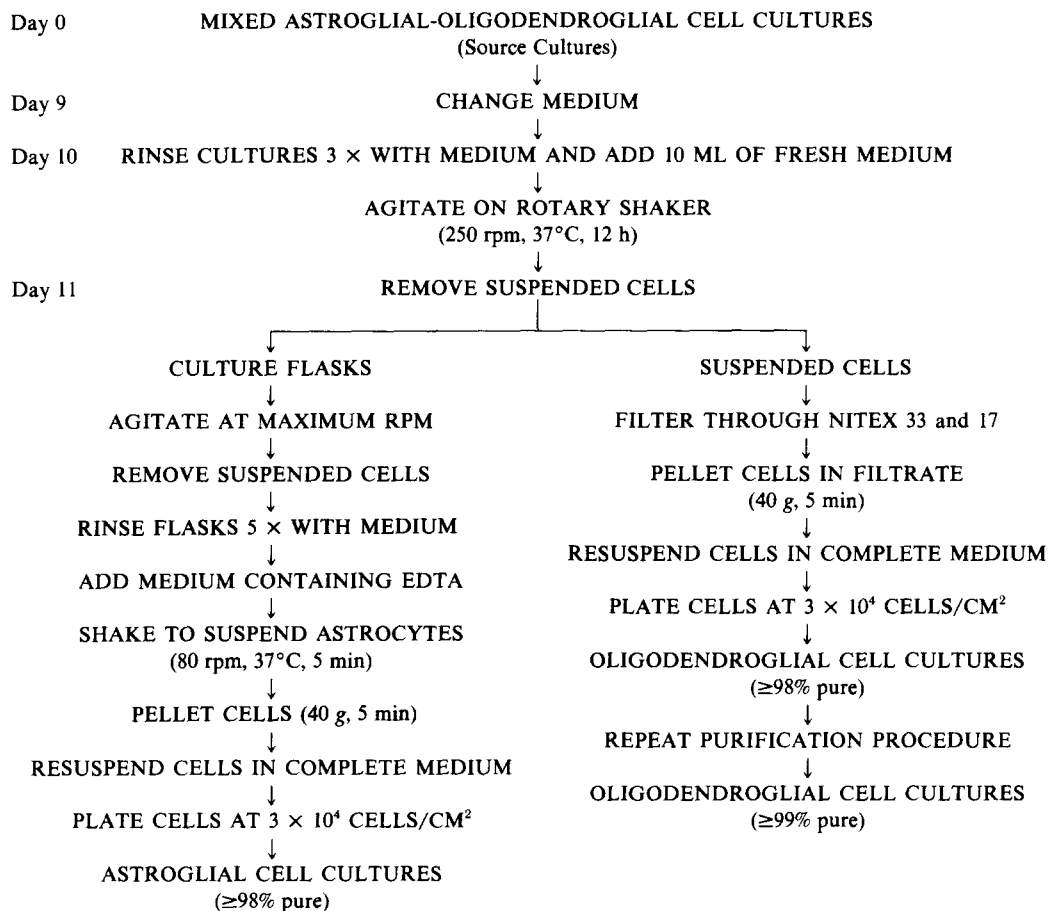 Day 0 MIXED ASTROGLIAL-OLIGODENDROGLIAL CELL CULTURES
(Source Cultures)
↓
Day 9 CHANGE MEDIUM
↓
Day 10 RINSE CULTURES 3 × WITH MEDIUM AND ADD 10 ML OF FRESH MEDIUM
↓
AGITATE ON ROTARY SHAKER
(250 rpm, 37°C, 12 h)
↓
Day 11 REMOVE SUSPENDED CELLS
CULTURE FLASKS
↓
AGITATE AT MAXIMUM RPM
↓
REMOVE SUSPENDED CELLS
↓
RINSE FLASKS 5 × WITH MEDIUM
↓
ADD MEDIUM CONTAINING EDTA
↓
SHAKE TO SUSPEND ASTROCYTES
(80 rpm, 37°C, 5 min)
↓
PELLET CELLS (40 g, 5 min)
↓
RESUSPEND CELLS IN COMPLETE MEDIUM
↓
PLATE CELLS AT 3 × 10⁴ CELLS/CM²
↓
ASTROGLIAL CELL CULTURES
(≥98% pure)
SUSPENDED CELLS
↓
FILTER THROUGH NITEX 33 and 17
↓
PELLET CELLS IN FILTRATE
(40 g, 5 min)
↓
RESUSPEND CELLS IN COMPLETE MEDIUM
↓
PLATE CELLS AT 3 × 10⁴ CELLS/CM²
↓
OLIGODENDROGLIAL CELL CULTURES
(≥98% pure)
↓
REPEAT PURIFICATION PROCEDURE
↓
OLIGODENDROGLIAL CELL CULTURES
(≥99% pure)